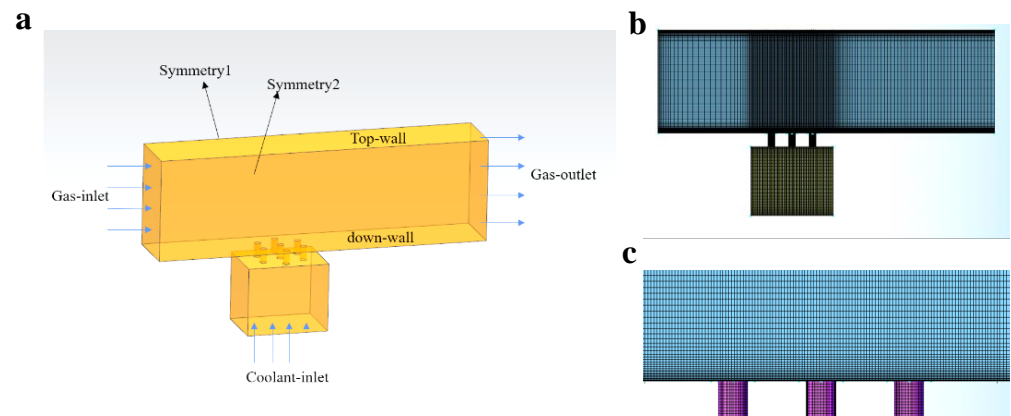 a
Symmetry1
Symmetry2
Top-wall
Gas-inlet
Gas-outlet
down-wall
Coolant-inlet
b
c